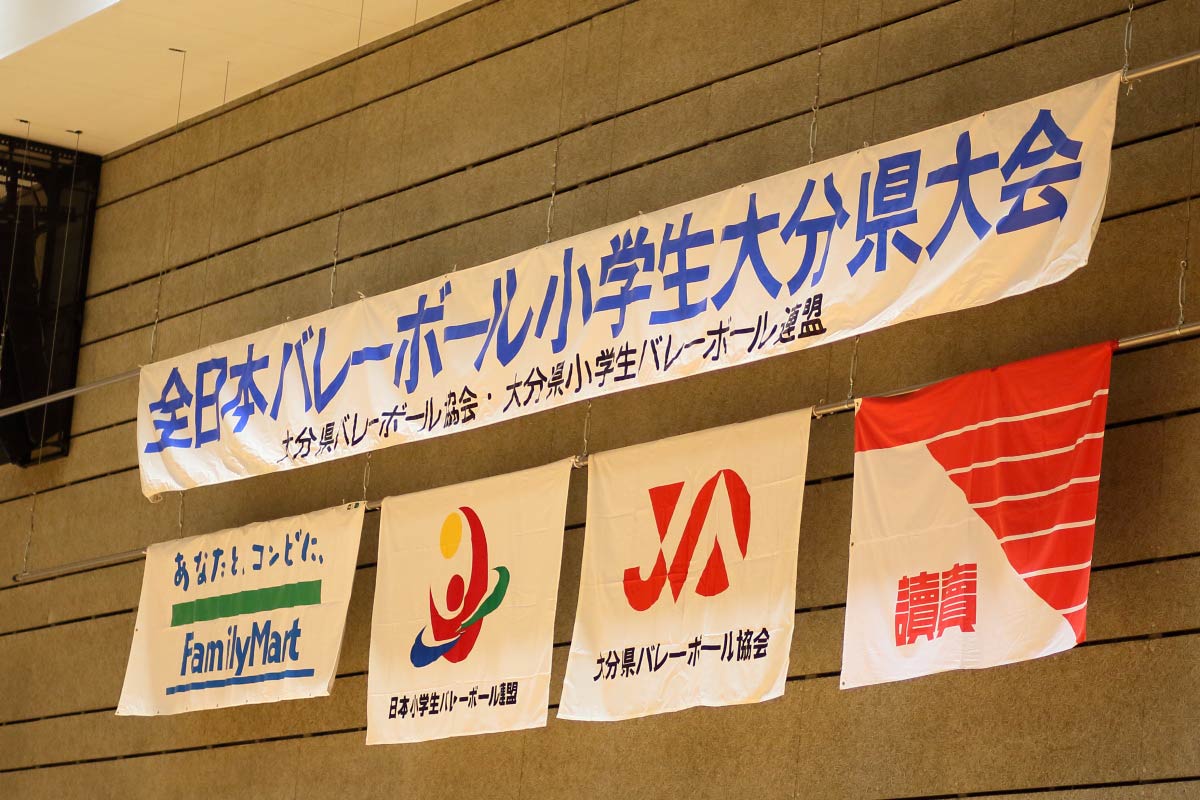 全日本バレーボール小学生大分県大会
大分県バレーボール協会・大分県小学生バレーボール連盟
あなたと、コンビに、
FamilyMart
日本小学生バレーボール連盟
JVA
大分県バレーボール協会
讀賣